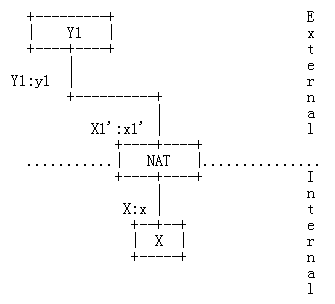 External
Y1
Y1:y1
X1':x1'
NAT
Internal
X:x
X